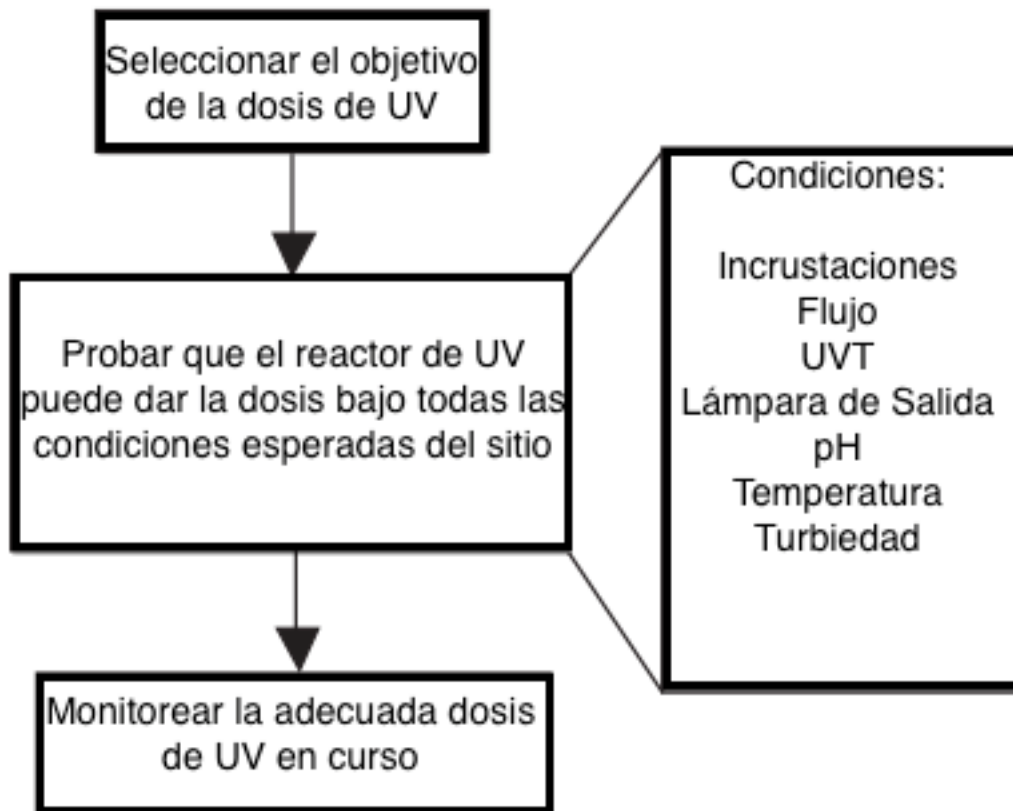 Seleccionar el objetivo
de la dosis de UV
Probar que el reactor de UV
puede dar la dosis bajo todas las
condiciones esperadas del sitio
Condiciones:
Incrustaciones
Flujo
UVT
Lámpara de Salida
pH
Temperatura
Turbiedad
Monitorear la adecuada dosis
de UV en curso